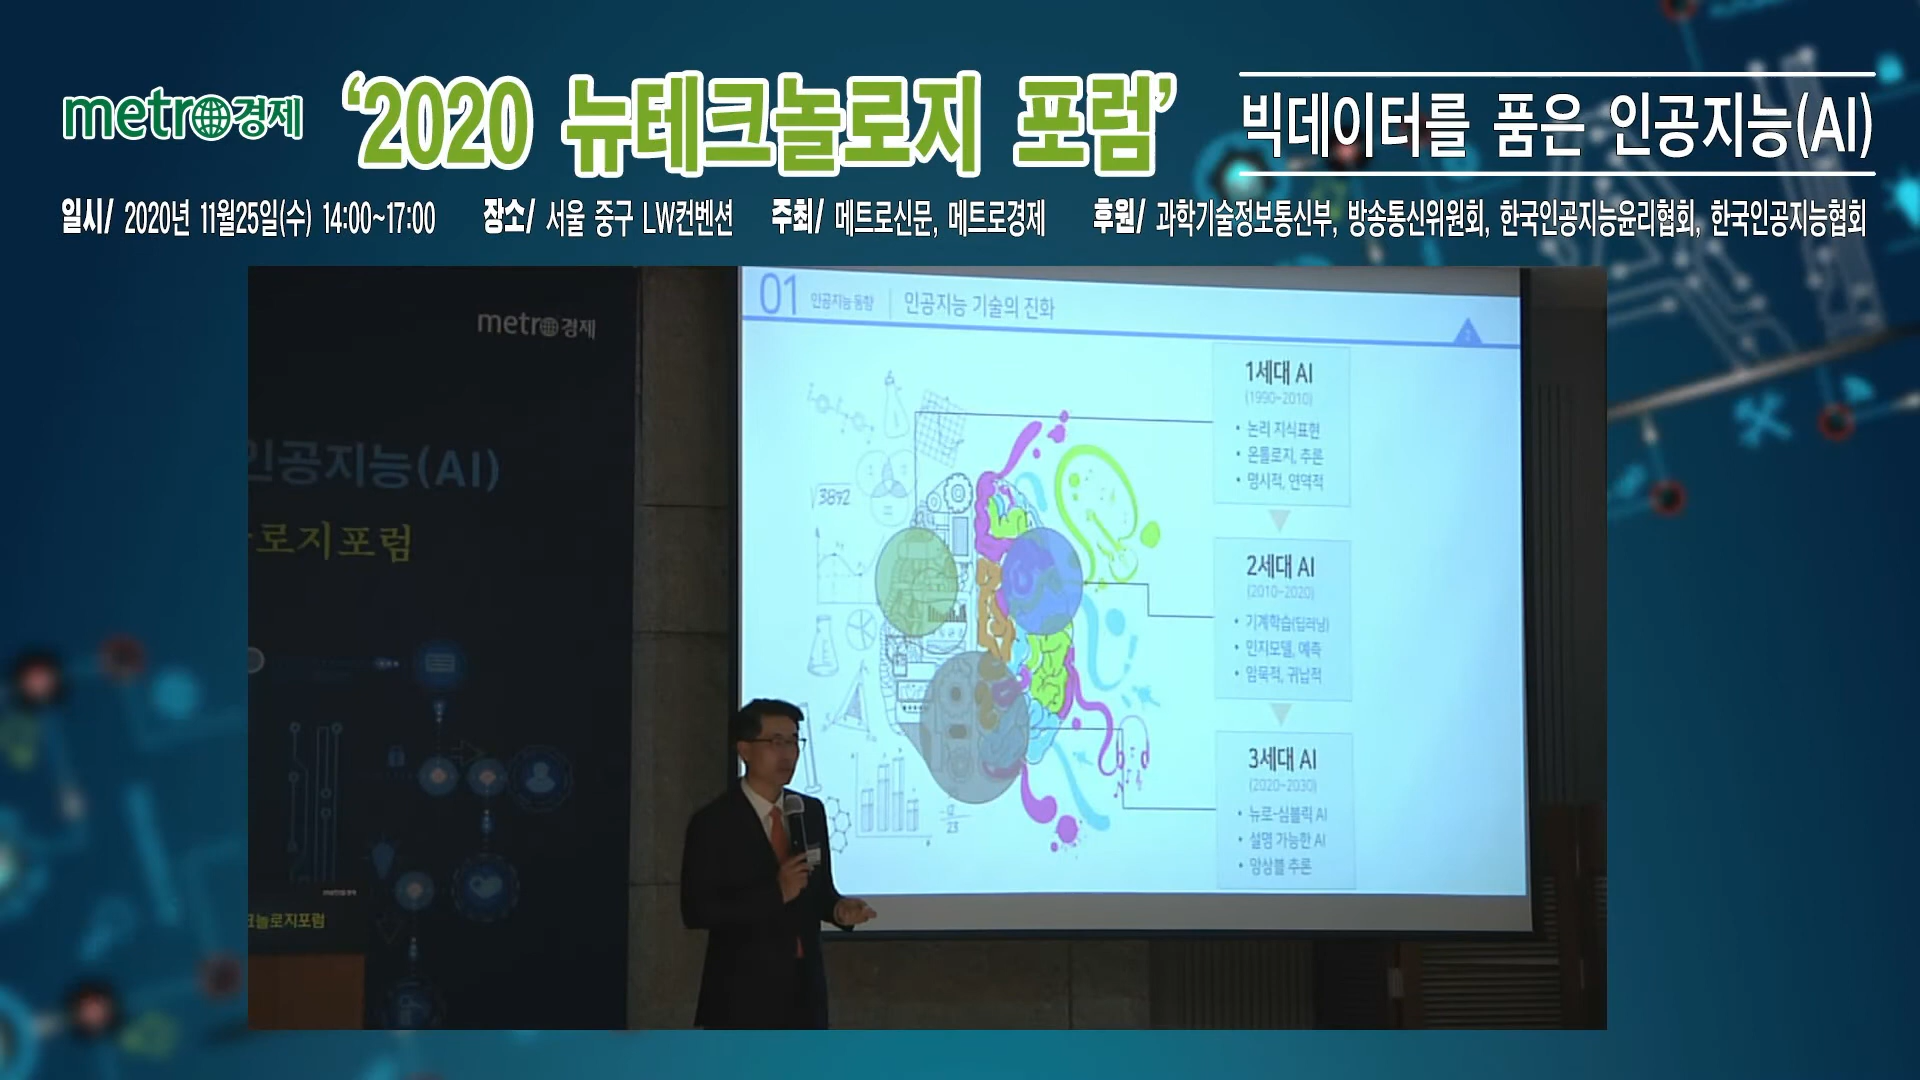 metro경제
‘2020 뉴테크놀로지 포럼’
빅데이터를 품은 인공지능(AI)
일시/ 2020년 11월25일(수) 14:00~17:00 장소/ 서울 중구 LW컨벤션 주최/ 메트로신문, 메트로경제 후원/ 과학기술정보통신부, 방송통신위원회, 한국인공지능윤리협회, 한국인공지능협회
metro경제
인공지능(AI)
로지포럼
크놀로지포럼
01 인공지능 동향 인공지능 기술의 진화
2
1세대 AI
(1990~2010)
• 논리 지식표현
• 온톨로지, 추론
• 명시적, 연역적
2세대 AI
(2010~2020)
• 기계학습(딥러닝)
• 인지모델, 예측
• 암묵적, 귀납적
3세대 AI
(2020~2030)
• 뉴로-심볼릭 AI
• 설명 가능한 AI
• 앙상블 추론
√3892